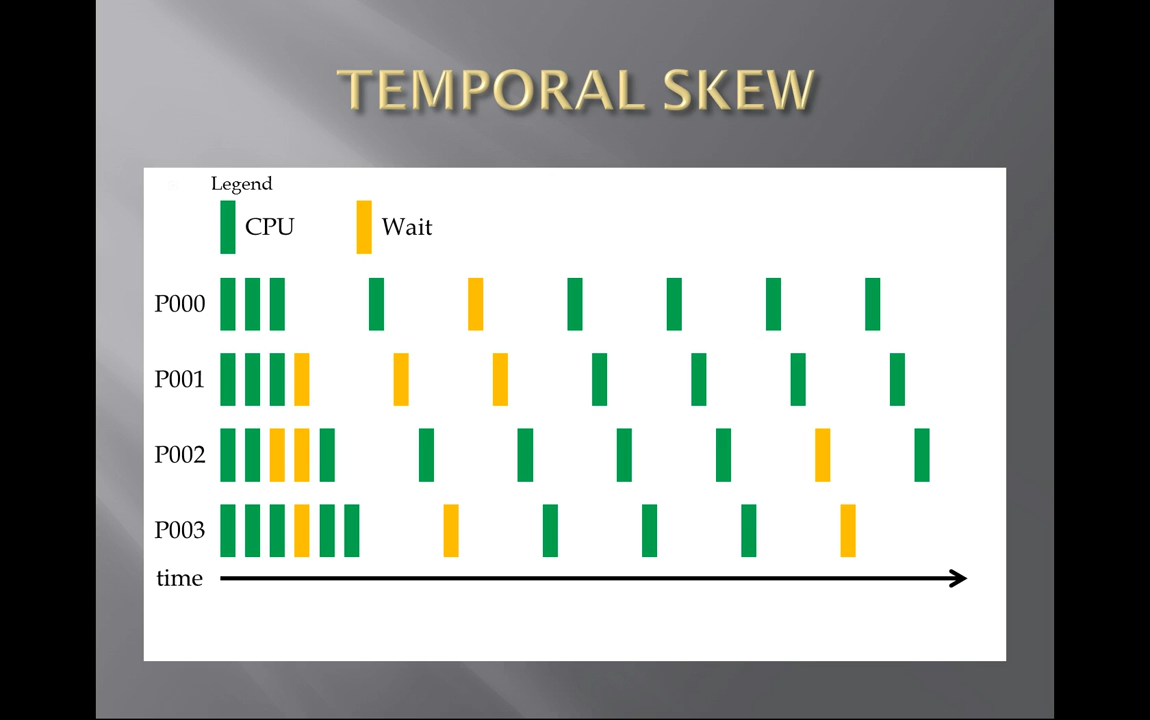 TEMPORAL SKEW
Legend
CPU Wait
P000
P001
P002
P003
time